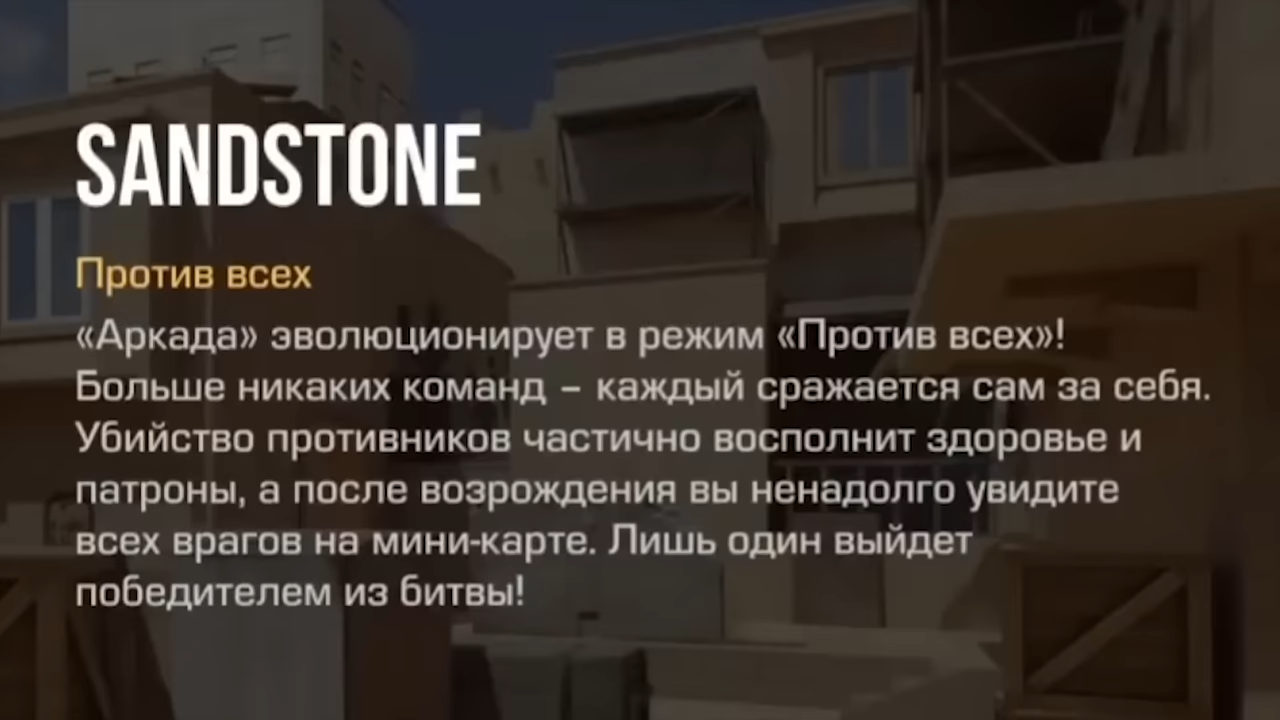 SANDSTONE
Против всех
«Аркада» эволюционирует в режим «Против всех»!
Больше никаких команд – каждый сражается сам за себя.
Убийство противников частично восполнит здоровье и
патроны, а после возрождения вы ненадолго увидите
всех врагов на мини-карте. Лишь один выйдет
победителем из битвы!